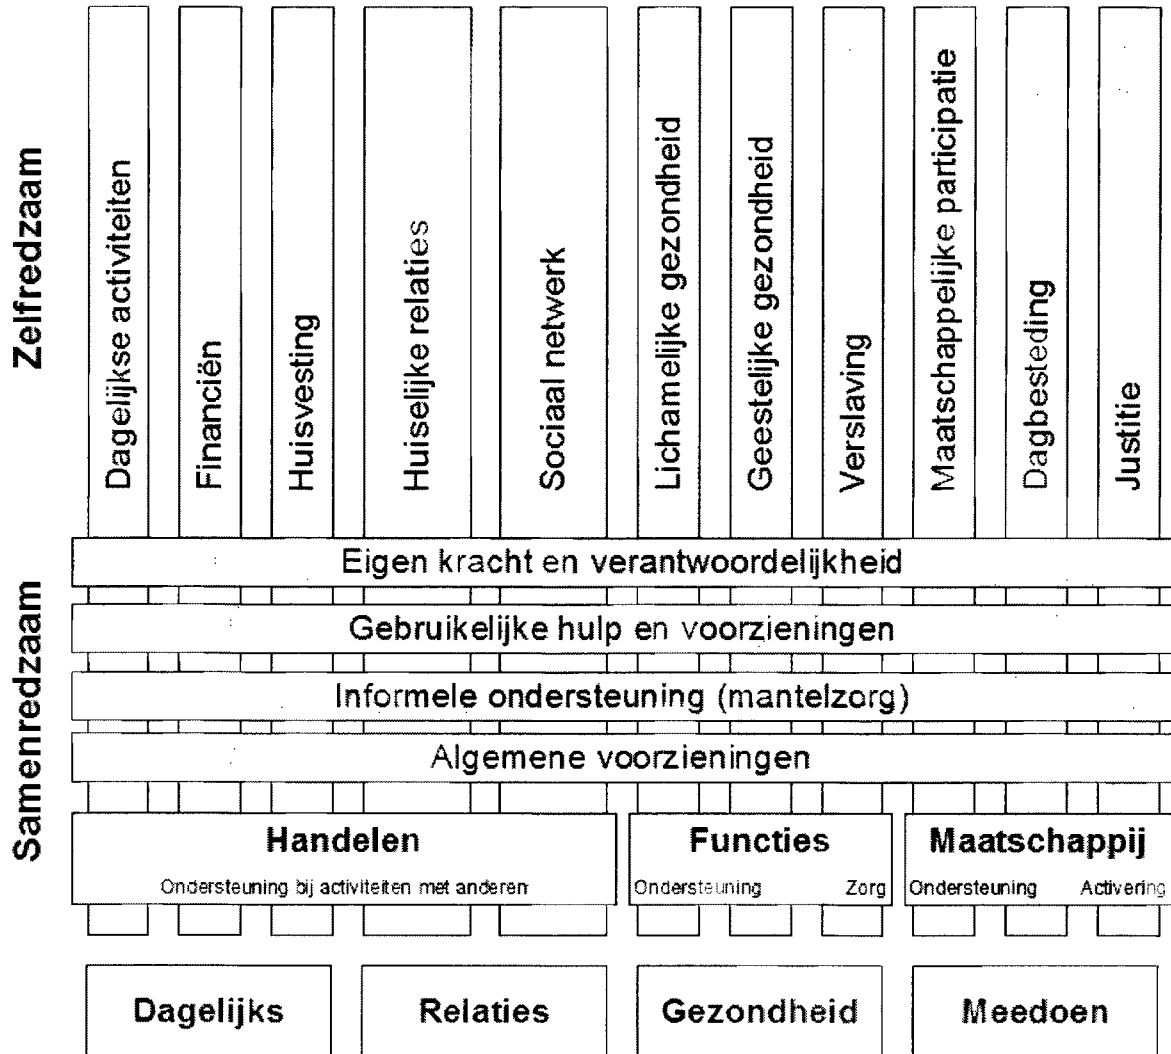 Zelfredzaam
Dagelijkse activiteiten
Financiën
Huisvesting
Huiselijke relaties
Sociaal netwerk
Lichamelijke gezondheid
Geestelijke gezondheid
Verslaving
Maatschappelijke participatie
Dagbesteding
Justitie
Samenredzaam
Eigen kracht en verantwoordelijkheid
Gebruikelijke hulp en voorzieningen
Informele ondersteuning (mantelzorg)
Algemene voorzieningen
Handelen
Ondersteuning bij activiteiten met anderen
Functies
Ondersteuning Zorg
Maatschappij
Ondersteuning Activering
Dagelijks
Relaties
Gezondheid
Meedoen